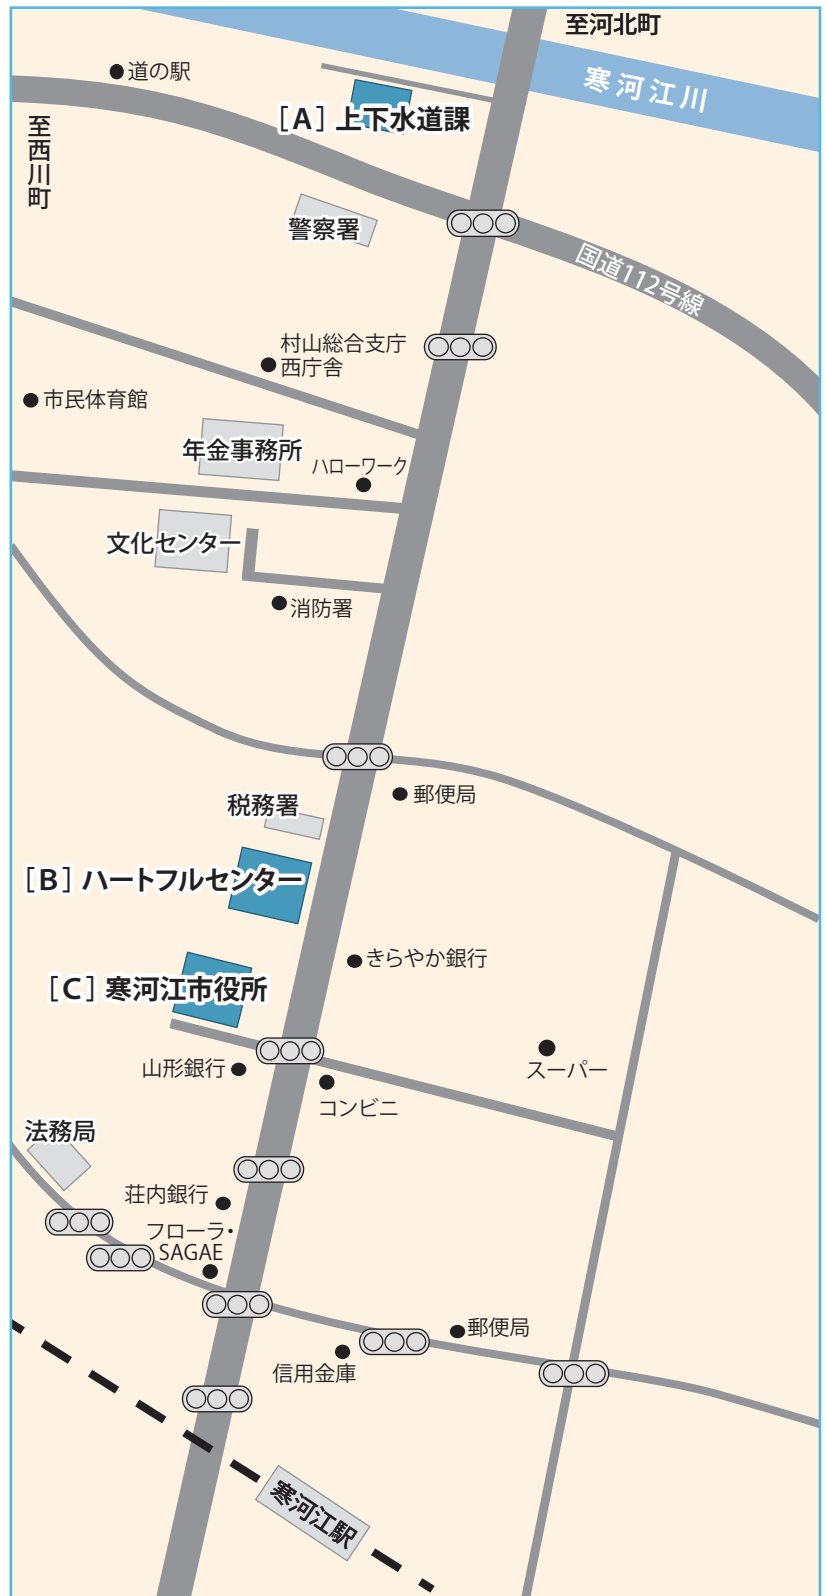 至河北町
道の駅
寒河江川
［A］上下水道課
至西川町
警察署
国道112号線
村山総合支庁
西庁舎
市民体育館
年金事務所
ハローワーク
文化センター
消防署
税務署
郵便局
［B］ハートフルセンター
きらやか銀行
［C］寒河江市役所
山形銀行
スーパー
コンビニ
法務局
荘内銀行
フローラ・
SAGAE
郵便局
信用金庫
寒河江駅